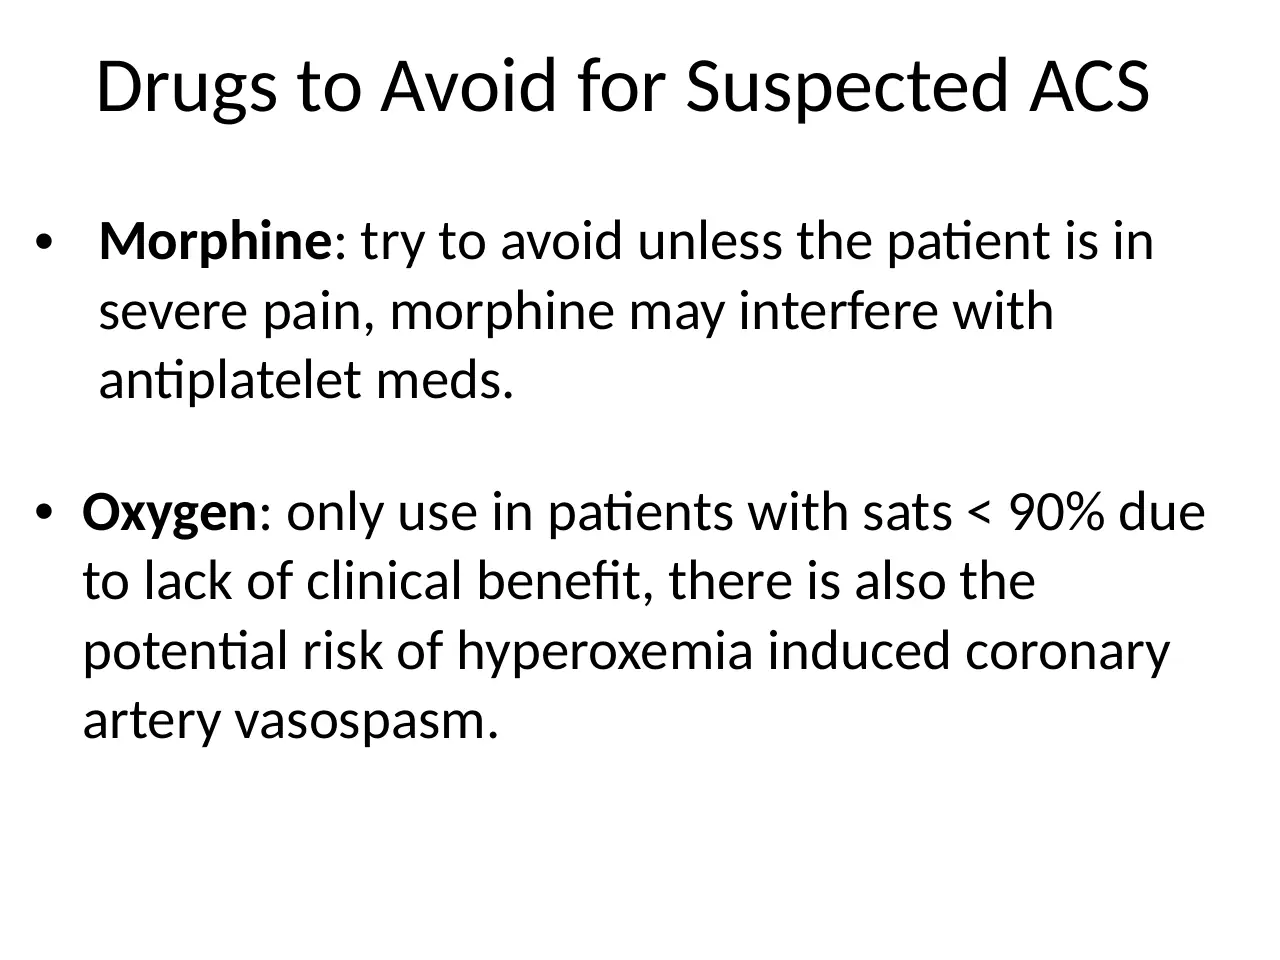 Drugs to Avoid for Suspected ACS
• Morphine: try to avoid unless the patient is in
severe pain, morphine may interfere with
antiplatelet meds.
• Oxygen: only use in patients with sats < 90% due
to lack of clinical benefit, there is also the
potential risk of hyperoxemia induced coronary
artery vasospasm.